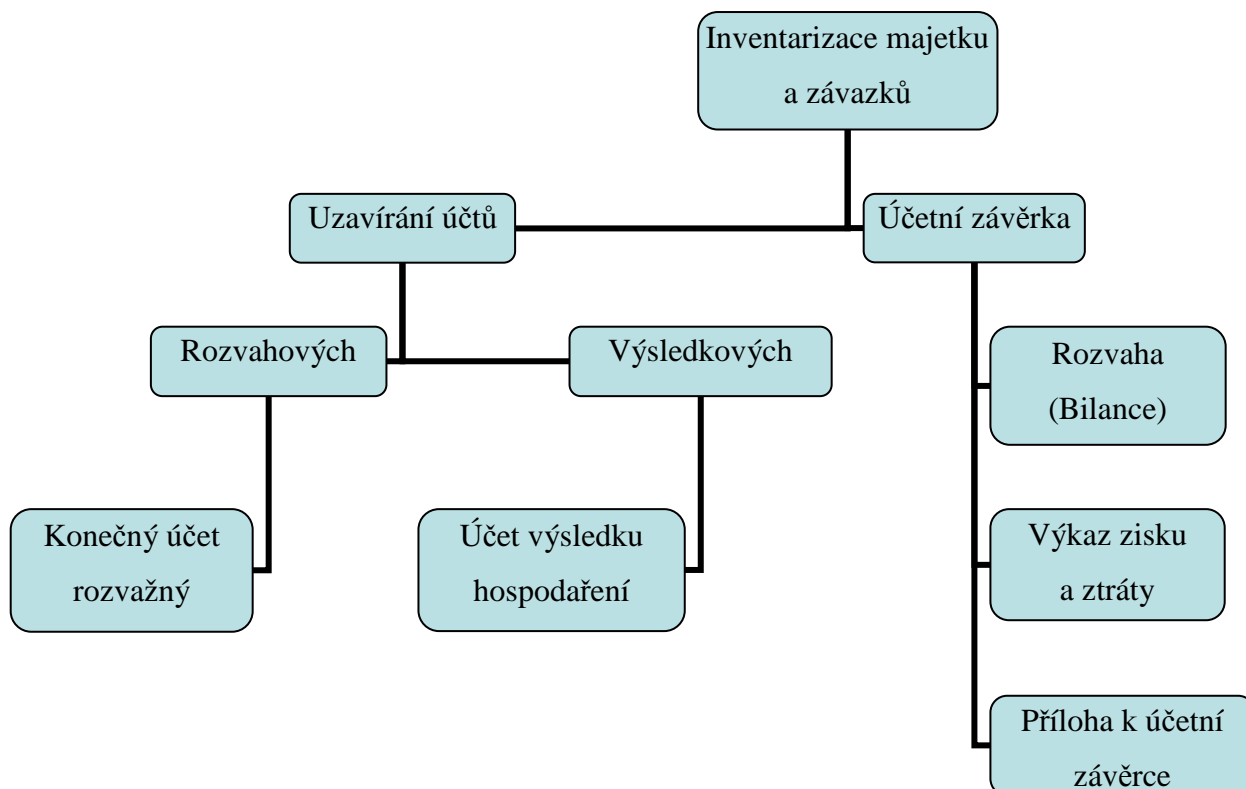 Inventarizace majetku
a závazků
Uzavírání účtů
Účetní závěrka
Rozvahových
Výsledkových
Rozvaha
(Bilance)
Konečný účet
rozvažný
Účet výsledku
hospodaření
Výkaz zisku
a ztráty
Příloha k účetní
závěrce